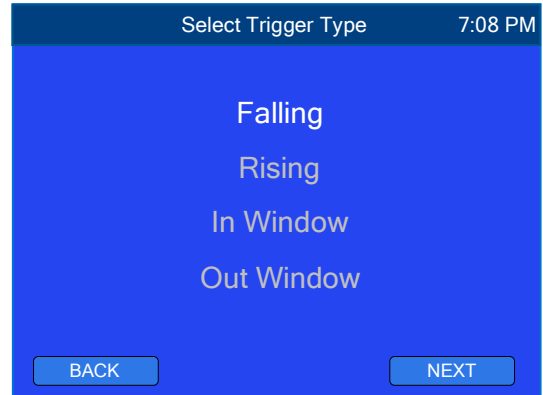 Select Trigger Type 7:08 PM
Falling
Rising
In Window
Out Window
BACK NEXT